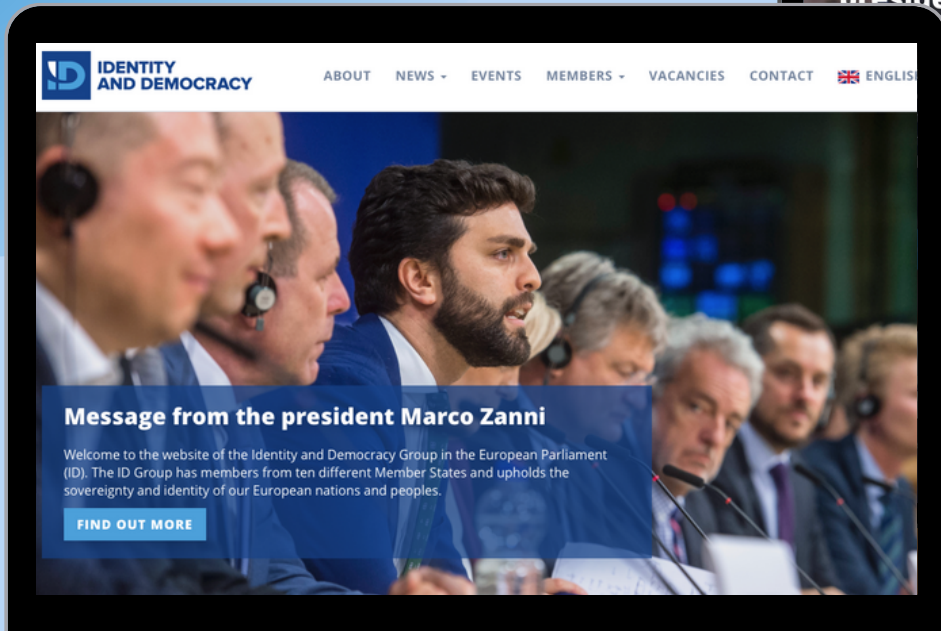 IDENTITY
AND DEMOCRACY
ABOUT
NEWS
EVENTS
MEMBERS
VACANCIES
CONTACT
Message from the president Marco Zanni
Welcome to the website of the Identity and Democracy Group in the European Parliament
(ID). The ID Group has members from ten different Member States and upholds the
sovereignty and identity of our European nations and peoples.
FIND OUT MORE